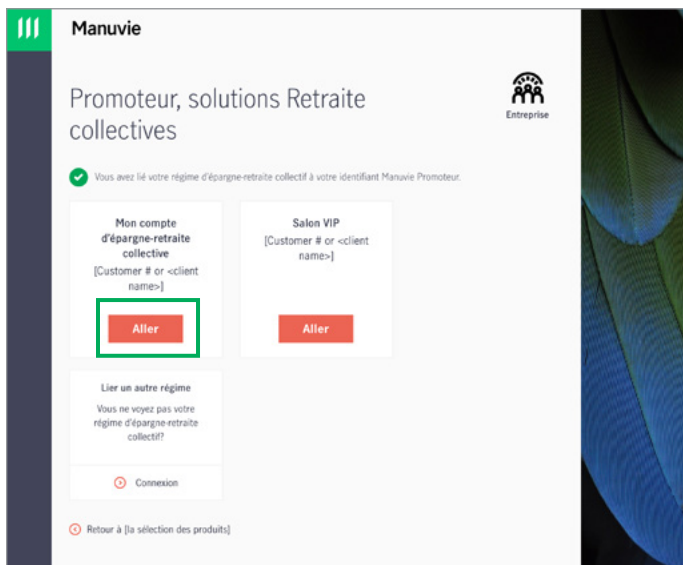 Manuvie
Promoteur, solutions Retraite
collectives
Entreprise
Vous avez lié votre régime d'épargne-retraite collectif à votre identifiant Manuvie Promoteur.
Mon compte
d'épargne-retraite
collective
[Customer # or <client
name>]
Aller
Salon VIP
[Customer # or <client
name>]
Aller
Lier un autre régime
Vous ne voyez pas votre
régime d'épargne-retraite
collectif?
Connexion
Retour à [la sélection des produits]